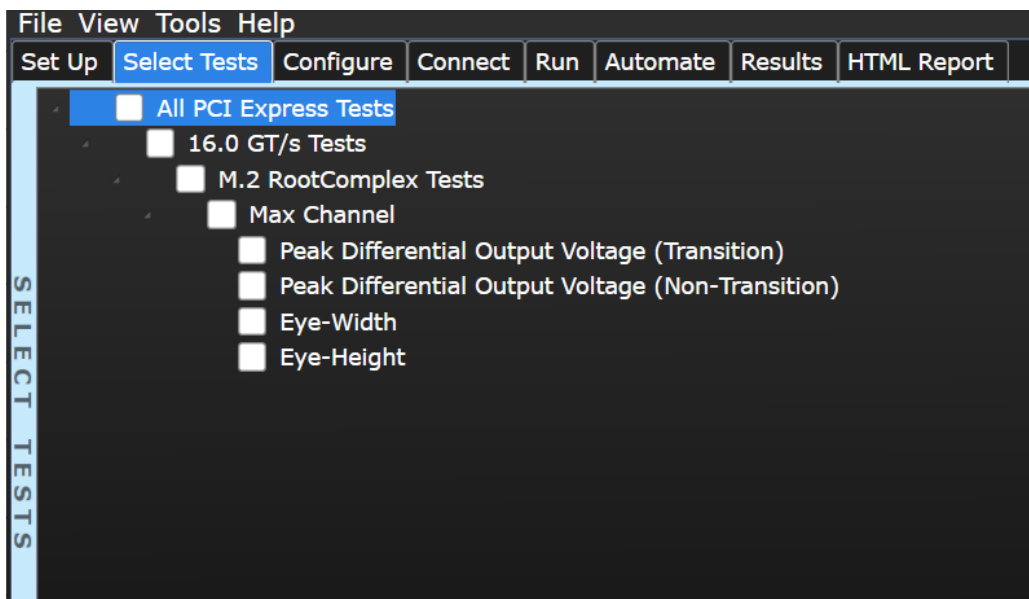 File View Tools Help
Set Up Select Tests Configure Connect Run Automate Results HTML Report
All PCI Express Tests
16.0 GT/s Tests
M.2 RootComplex Tests
Max Channel
Peak Differential Output Voltage (Transition)
Peak Differential Output Voltage (Non-Transition)
Eye-Width
Eye-Height
SELECT TESTS